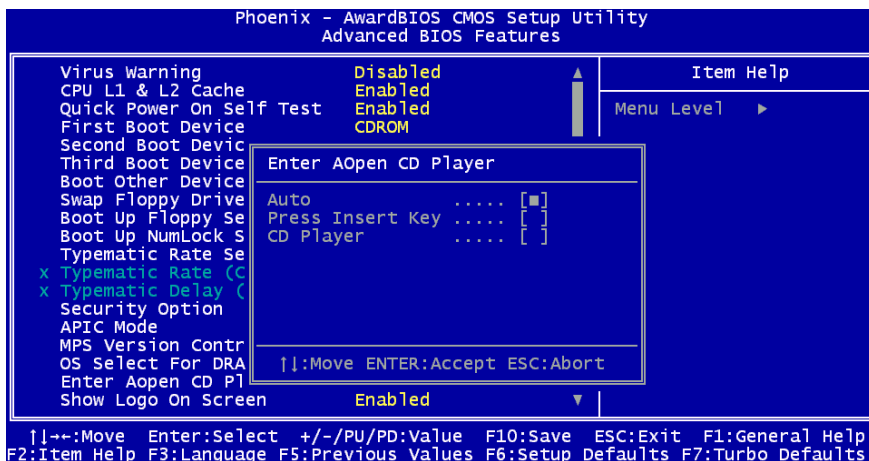 Phoenix - AwardBIOS CMOS Setup Utility
Advanced BIOS Features
Virus Warning Disabled
CPU L1 & L2 Cache Enabled
Quick Power On Self Test Enabled
First Boot Device CDROM
Second Boot Devic
Third Boot Device
Boot Other Device
Swap Floppy Drive
Boot Up Floppy Se
Boot Up NumLock S
Typematic Rate Se
x Typematic Rate (C
x Typematic Delay (
Security Option
APIC Mode
MPS Version Contr
OS Select For DRA
Enter Aopen CD Pl
Show Logo On Screen Enabled
Enter AOpen CD Player
Auto ..... [■]
Press Insert Key ..... [ ]
CD Player ..... [ ]
↑↓:Move ENTER:Accept ESC:Abort
Item Help
Menu Level ►
↑↓→←:Move Enter:Select +/-/PU/PD:Value F10:Save ESC:Exit F1:General Help
F2:Item Help F3:Language F5:Previous Values F6:Setup Defaults F7:Turbo Defaults